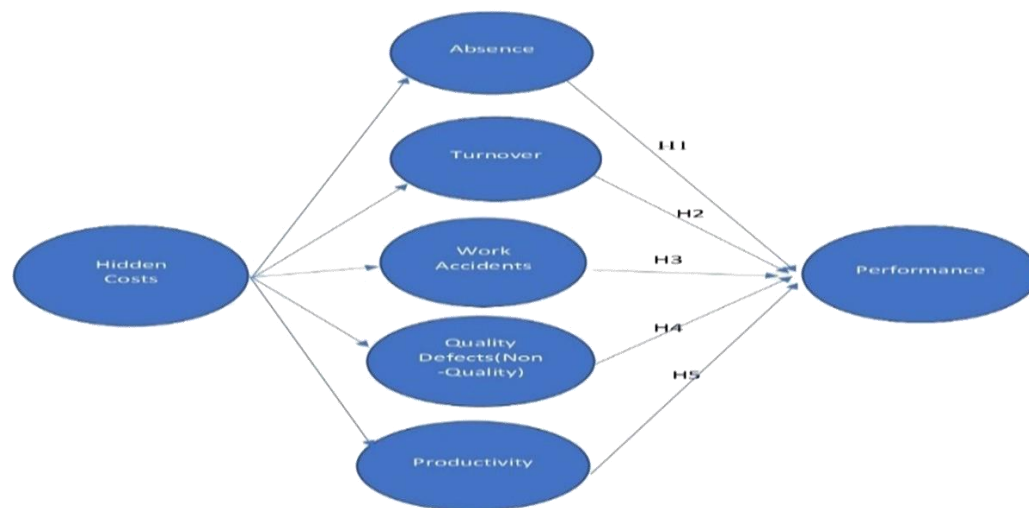 Absence
H1
Turnover
H2
Hidden
Costs
Work
Accidents
H3
Performance
Quality
Defects(Non
-Quality)
H4
H5
Productivity